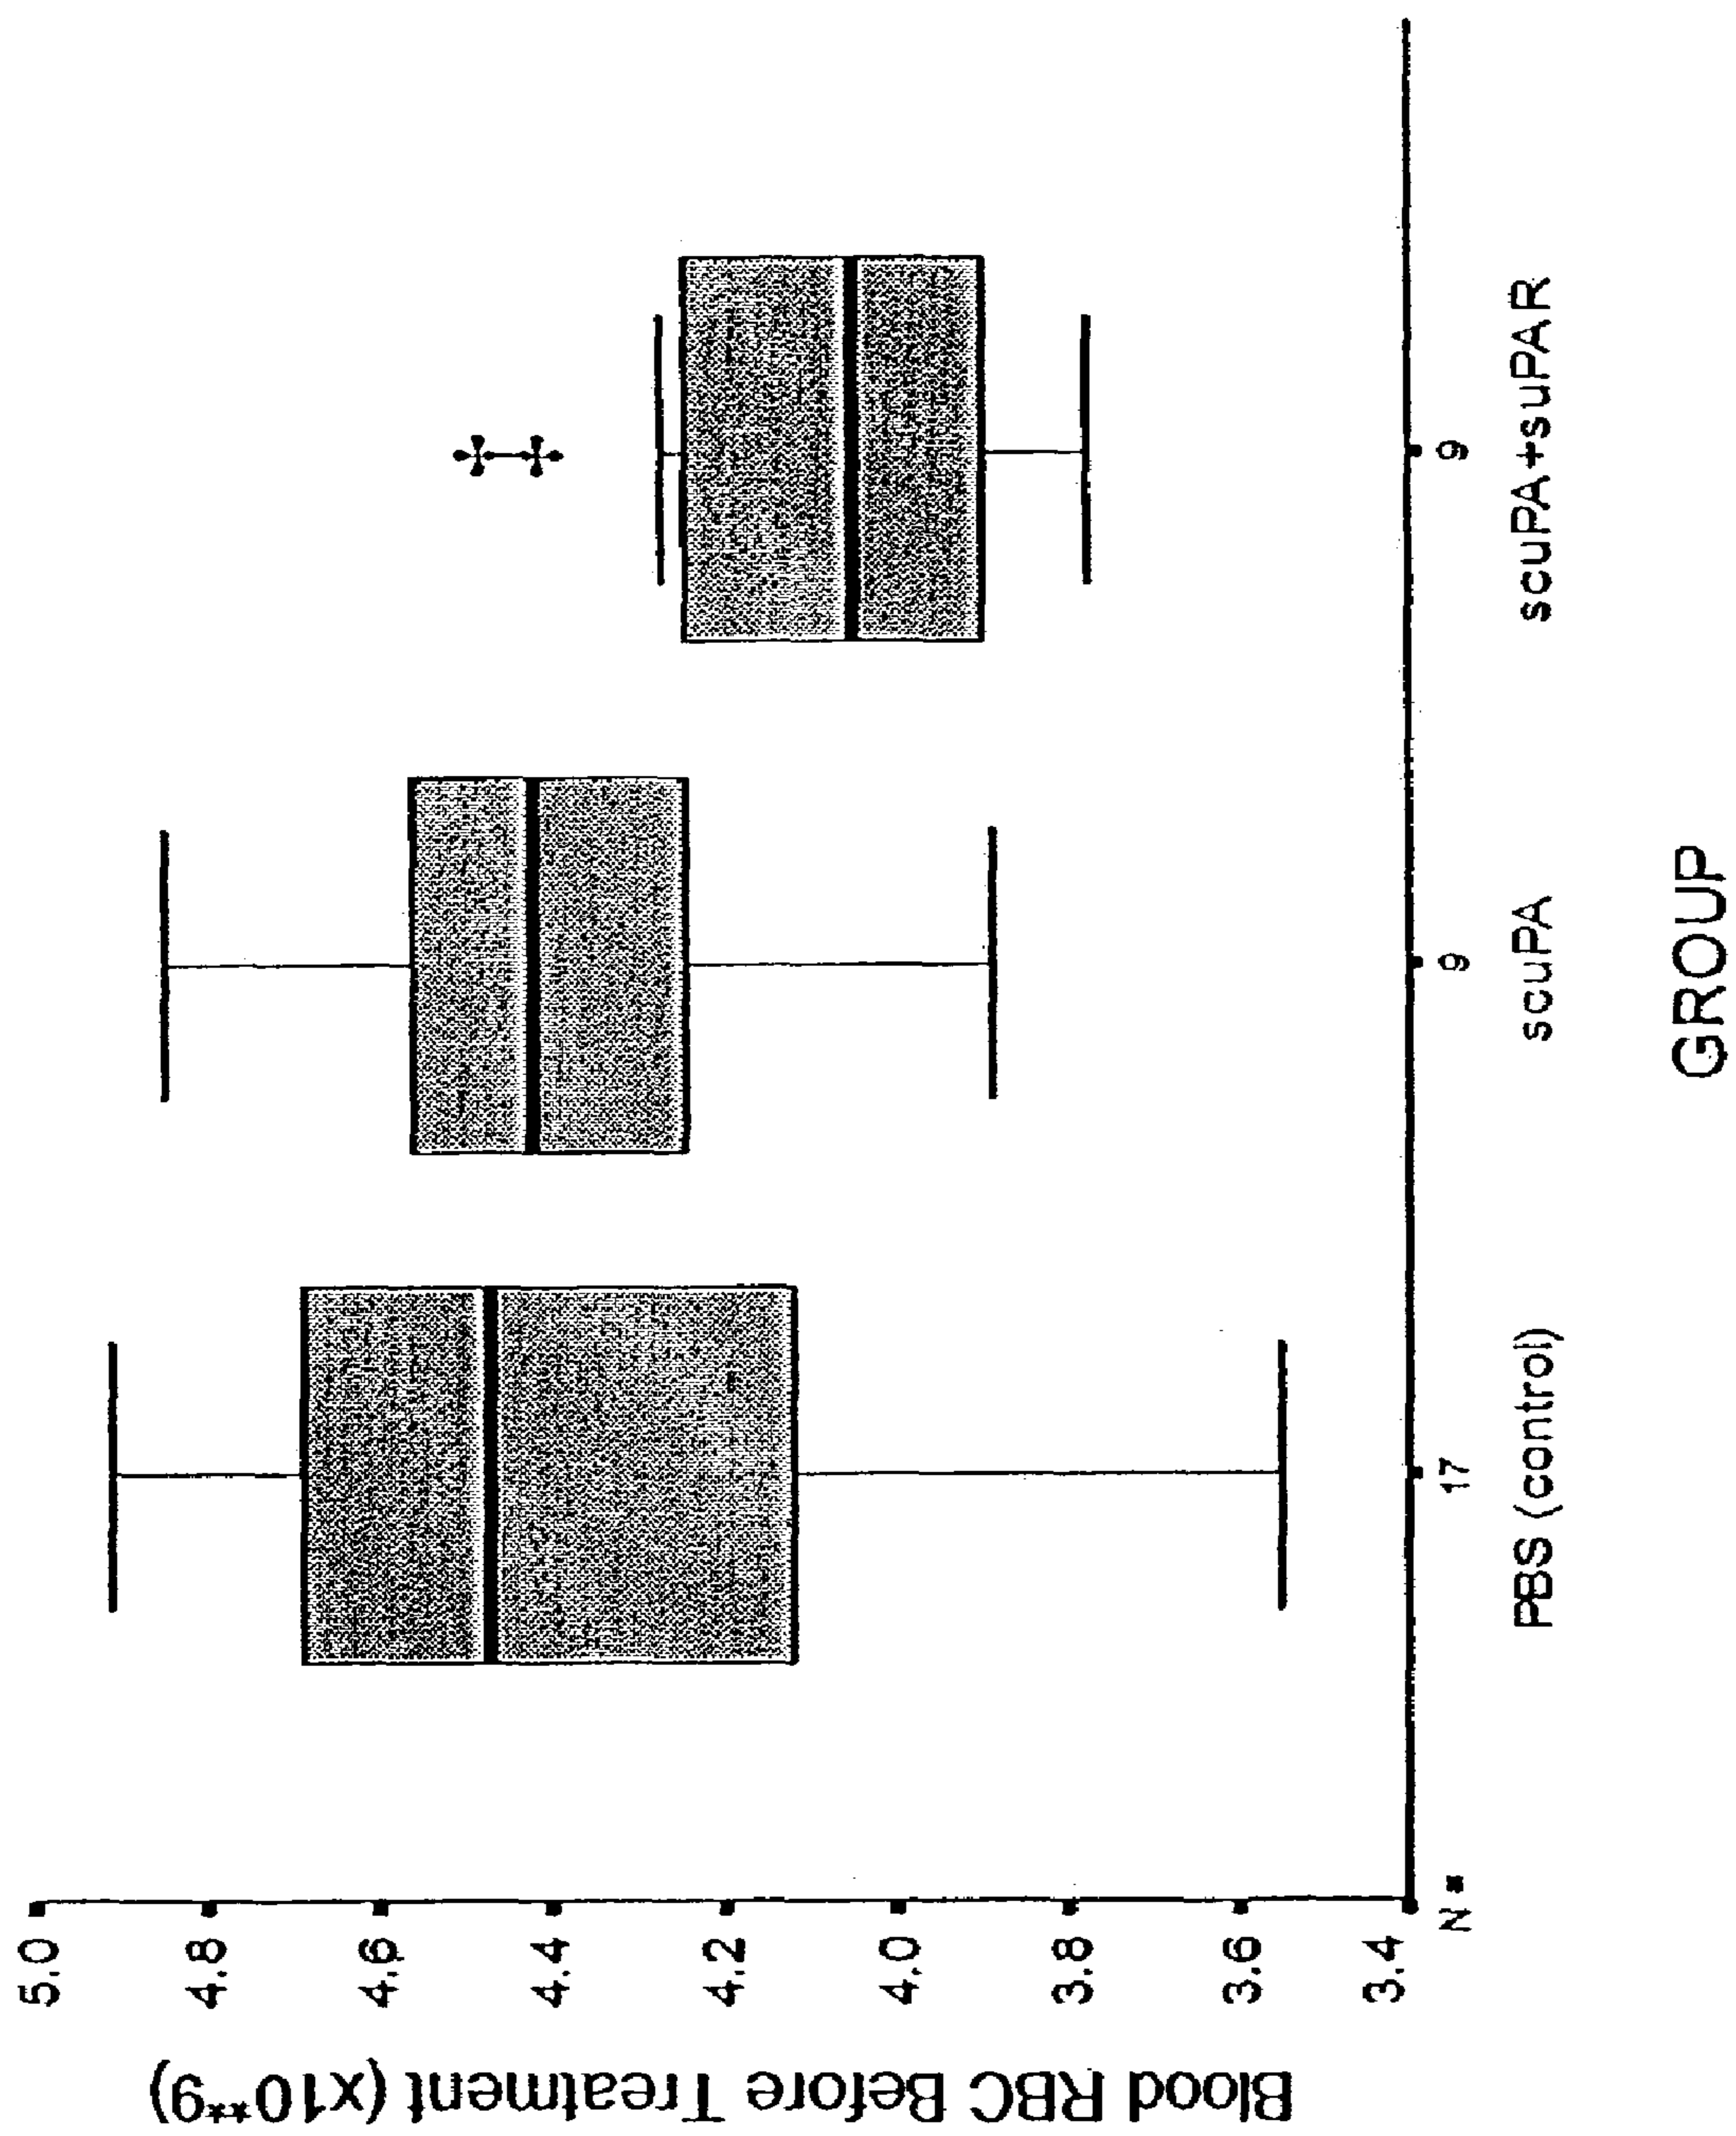 Blood RBC Before Treatment (x10**9)
5.0
4.8
4.6
4.4
4.2
4.0
3.8
3.6
3.4
N = 17 9 9
PBS (control) scuPA scuPA+suPAR
GROUP